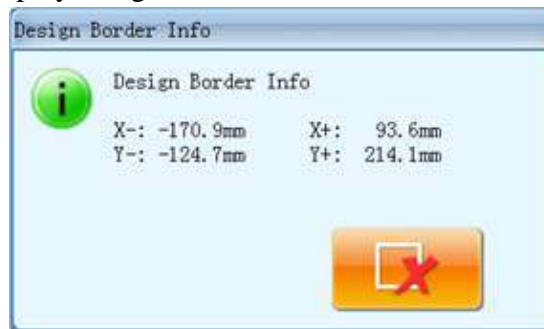 Design Border Info
Design Border Info
X-: -170.9mm X+: 93.6mm
Y-: -124.7mm Y+: 214.1mm